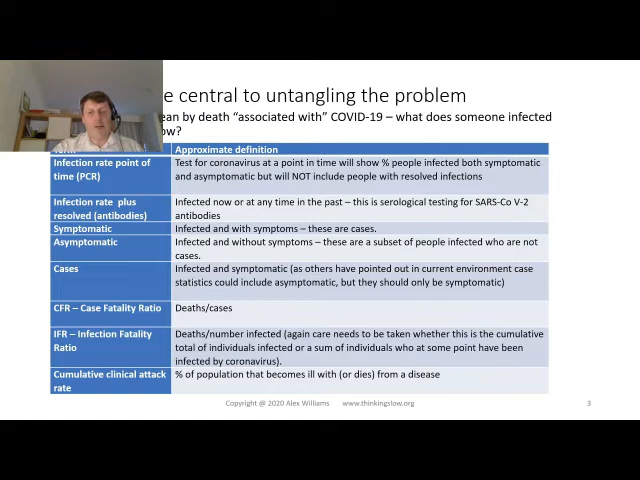 e central to untangling the problem
ean by death “associated with” COVID-19 – what does someone infected
ow?
Term Approximate definition
Infection rate point of time (PCR) Test for coronavirus at a point in time will show % people infected both symptomatic
and asymptomatic but will NOT include people with resolved infections
Infection rate plus resolved (antibodies) Infected now or at any time in the past – this is serological testing for SARS-Co V-2
antibodies
Symptomatic Infected and with symptoms – these are cases.
Asymptomatic Infected and without symptoms – these are a subset of people infected who are not
cases.
Cases Infected and symptomatic (as others have pointed out in current environment case
statistics could include asymptomatic, but they should only be symptomatic)
CFR – Case Fatality Ratio Deaths/cases
IFR – Infection Fatality Ratio Deaths/number infected (again care needs to be taken whether this is the cumulative
total of individuals infected or a sum of individuals who at some point have been
infected by coronavirus).
Cumulative clinical attack rate % of population that becomes ill with (or dies) from a disease
Copyright @ 2020 Alex Williams www.thinkingslow.org 3